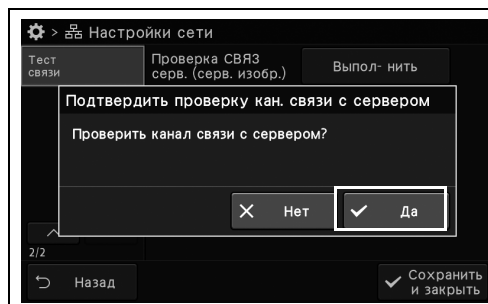 > Настройки сети
Тест связи
Проверка СВЯЗ серв. (серв. изобр.)
Выпол- нить
Подтвердить проверку кан. связи с сервером
Проверить канал связи с сервером?
Нет
Да
2/2
Назад
Сохранить и закрыть